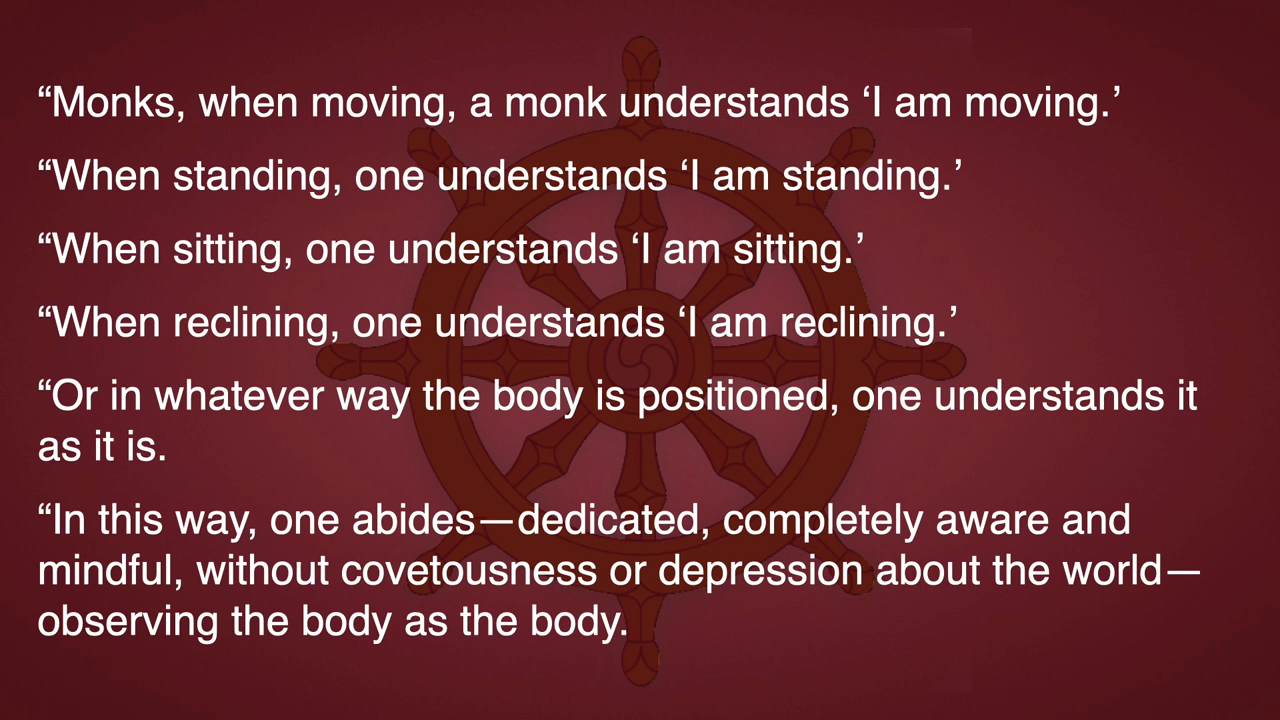 “Monks, when moving, a monk understands ‘I am moving.’
“When standing, one understands ‘I am standing.’
“When sitting, one understands ‘I am sitting.’
“When reclining, one understands ‘I am reclining.’
“Or in whatever way the body is positioned, one understands it
as it is.
“In this way, one abides—dedicated, completely aware and
mindful, without covetousness or depression about the world—
observing the body as the body.